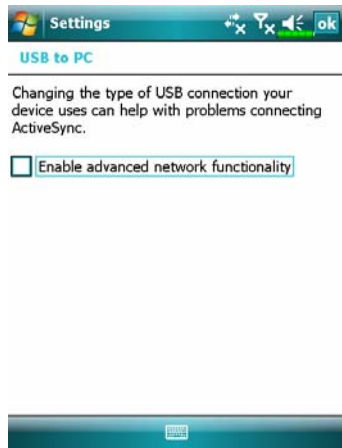 Settings
ok
USB to PC
Changing the type of USB connection your
device uses can help with problems connecting
ActiveSync.
Enable advanced network functionality